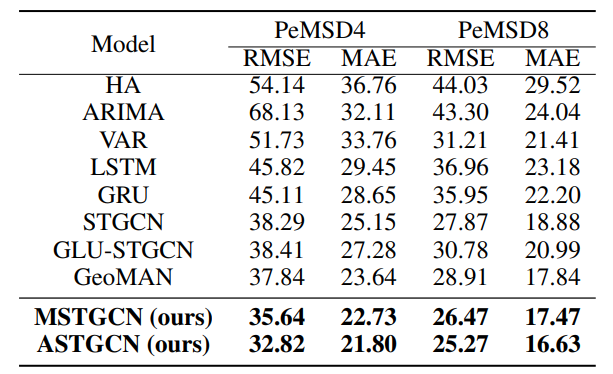 Model PeMSD4 PeMSD8
RMSE MAE RMSE MAE
HA 54.14 36.76 44.03 29.52
ARIMA 68.13 32.11 43.30 24.04
VAR 51.73 33.76 31.21 21.41
LSTM 45.82 29.45 36.96 23.18
GRU 45.11 28.65 35.95 22.20
STGCN 38.29 25.15 27.87 18.88
GLU-STGCN 38.41 27.28 30.78 20.99
GeoMAN 37.84 23.64 28.91 17.84
MSTGCN (ours) 35.64 22.73 26.47 17.47
ASTGCN (ours) 32.82 21.80 25.27 16.63